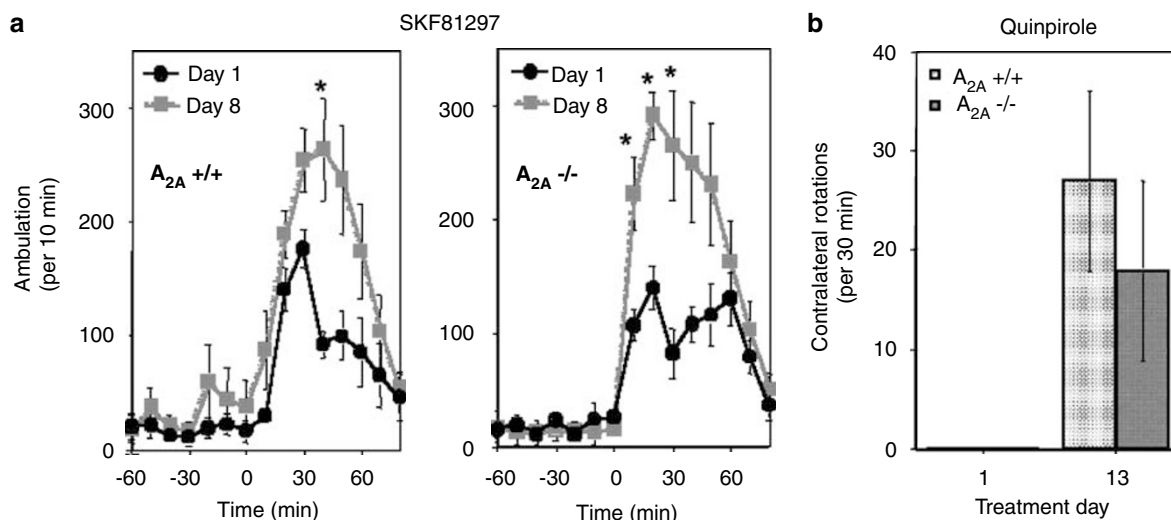 a
SKF81297
Ambulation
(per 10 min)
300
200
100
0
Day 1
Day 8
*
A2A +/+
-60 -30 0 30 60
Time (min)
300
200
100
0
Day 1
Day 8
* * *
A2A -/-
-60 -30 0 30 60
Time (min)
b
Quinpirole
Contralateral rotations
(per 30 min)
40
30
20
10
0
A2A +/+
A2A -/-
1 13
Treatment day